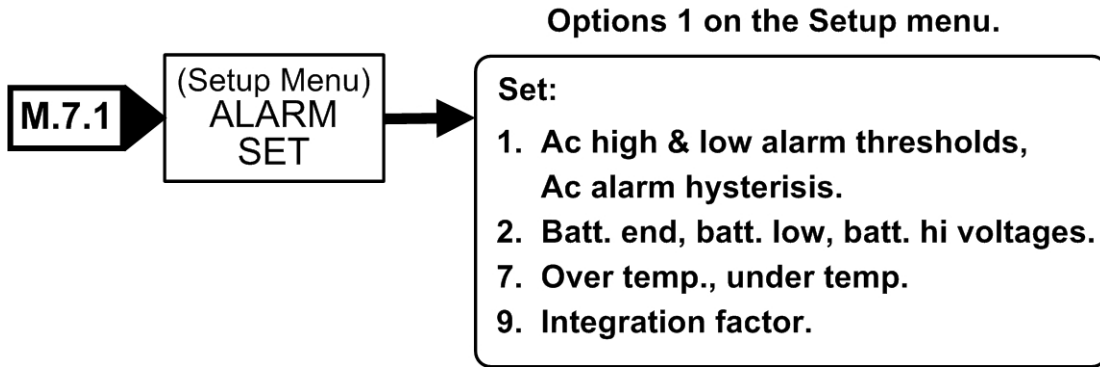 Options 1 on the Setup menu.
M.7.1
(Setup Menu)
ALARM
SET
Set:
1. Ac high & low alarm thresholds,
Ac alarm hysterisis.
2. Batt. end, batt. low, batt. hi voltages.
7. Over temp., under temp.
9. Integration factor.